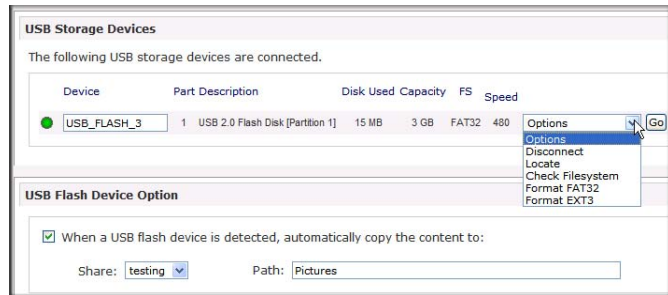 USB Storage Devices
The following USB storage devices are connected.
Device Part Description Disk Used Capacity FS Speed
USB_FLASH_3 1 USB 2.0 Flash Disk [Partition 1] 15 MB 3 GB FAT32 480 Options Go
Options
Disconnect
Locate
Check Filesystem
Format FAT32
Format EXT3
USB Flash Device Option
When a USB flash device is detected, automatically copy the content to:
Share: testing Path: Pictures